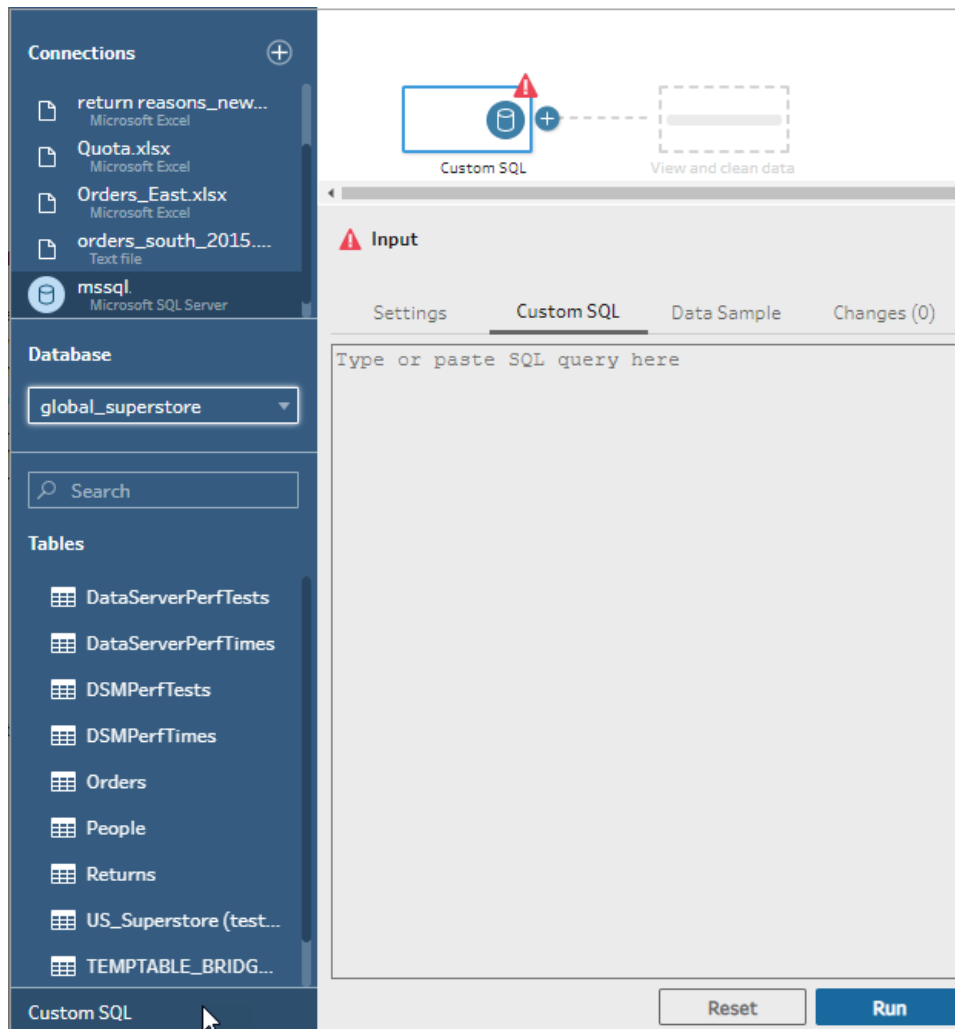 Connections
return reasons_new...
Microsoft Excel
Quota.xlsx
Microsoft Excel
Orders_East.xlsx
Microsoft Excel
orders_south_2015....
Text file
mssql.
Microsoft SQL Server
Database
global_superstore
Search
Tables
DataServerPerfTests
DataServerPerfTimes
DSMPerfTests
DSMPerfTimes
Orders
People
Returns
US_Superstore (test...
TEMPTABLE_BRIDG...
Custom SQL
Custom SQL
View and clean data
Input
Settings Custom SQL Data Sample Changes (0)
Type or paste SQL query here
Reset Run